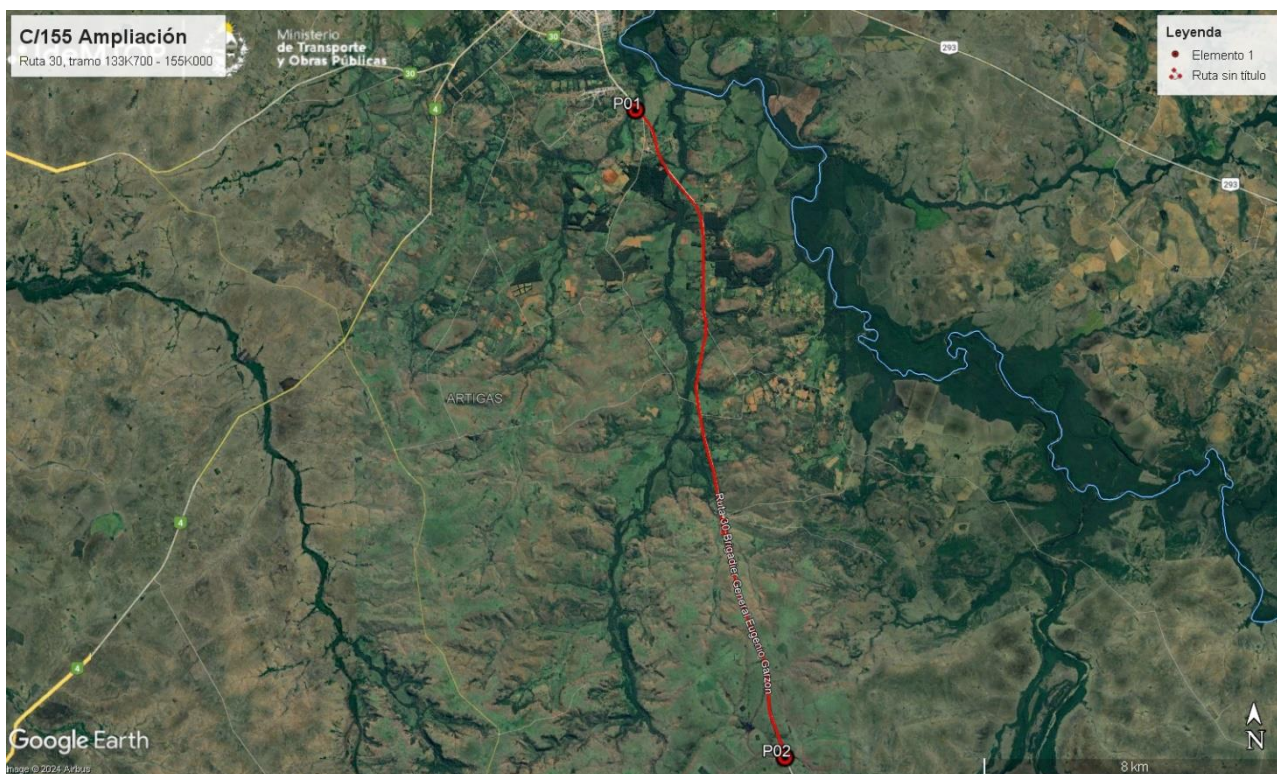 C/155 Ampliación
Ruta 30, tramo 133K700 - 155K000
Ministerio
de Transporte
y Obras Públicas
Leyenda
Elemento 1
Ruta sin título
30
293
30
4
P01
293
4
ARTIGAS
4
Ruta 30 Brigadier General Eugenio Garzón
4
P02
Google Earth
Image © 2024 Airbus
N
8 km